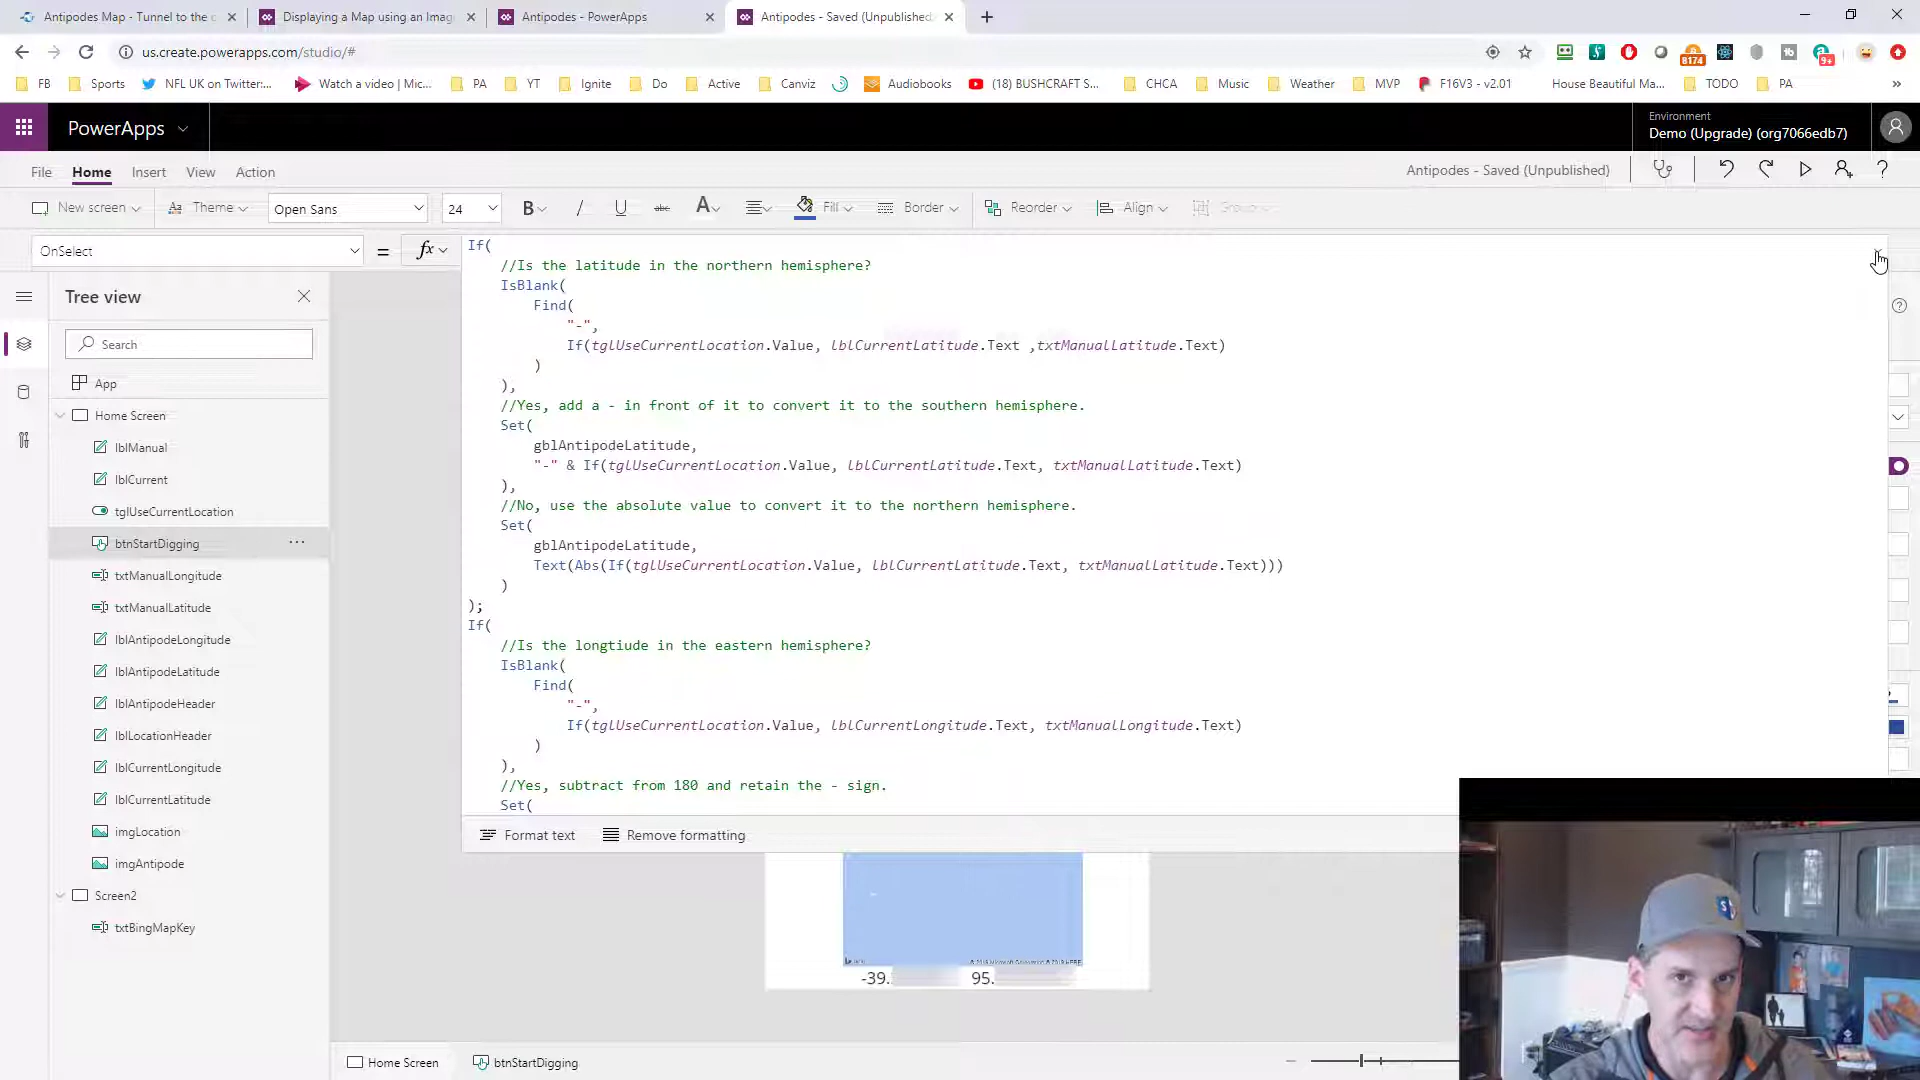 Antipodes Map - Tunnel to the c
Displaying a Map using an Imag
Antipodes - PowerApps
Antipodes - Saved (Unpublished
us.create.powerapps.com/studio/#
8174
9+
FB
Sports
NFL UK on Twitter:...
Watch a video | Mic...
PA
YT
Ignite
Do
Active
Canviz
Audiobooks
(18) BUSHCRAFT S...
CHCA
Music
Weather
MVP
F16V3 - v2.01
House Beautiful Ma...
TODO
PA
PowerApps
Environment
Demo (Upgrade) (org7066edb7)
File
Home
Insert
View
Action
Antipodes - Saved (Unpublished)
New screen
Theme
Open Sans
24
B
Fill
Border
Reorder
Align
Group
OnSelect
=
fx
Tree view
Search
App
Home Screen
lblManual
lblCurrent
tglUseCurrentLocation
btnStartDigging
txtManualLongitude
txtManualLatitude
lblAntipodeLongitude
lblAntipodeLatitude
lblAntipodeHeader
lblLocationHeader
lblCurrentLongitude
lblCurrentLatitude
imgLocation
imgAntipode
Screen2
txtBingMapKey
If(
//Is the latitude in the northern hemisphere?
IsBlank(
Find(
"-",
If(tglUseCurrentLocation.Value, lblCurrentLatitude.Text ,txtManualLatitude.Text)
)
),
//Yes, add a - in front of it to convert it to the southern hemisphere.
Set(
gblAntipodeLatitude,
"-" & If(tglUseCurrentLocation.Value, lblCurrentLatitude.Text, txtManualLatitude.Text)
),
//No, use the absolute value to convert it to the northern hemisphere.
Set(
gblAntipodeLatitude,
Text(Abs(If(tglUseCurrentLocation.Value, lblCurrentLatitude.Text, txtManualLatitude.Text)))
)
);
If(
//Is the longtiude in the eastern hemisphere?
IsBlank(
Find(
"-",
If(tglUseCurrentLocation.Value, lblCurrentLongitude.Text, txtManualLongitude.Text)
)
),
//Yes, subtract from 180 and retain the - sign.
Set(
Format text
Remove formatting
-39.
95.
Home Screen
btnStartDigging